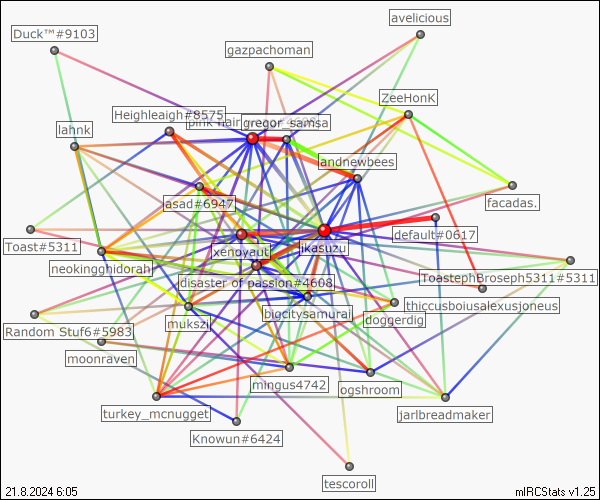 avelicious
Duck™#9103
gazpachoman
ZeeHonK
Heighleaigh#8575
pink hair
gregor_samsa
lahnk
andnewbees
facadas.
asad#6947
default#0617
Toast#5311
xenoyaut
likasuzu
neokingghidorah
ToastephBroseph5311#5311
disaster of passion#4608
thiccusboiusalexusjoneus
bigcitysamurai
doggerdig
Random Stuf6#5983
mukszii
moonraven
mingus4742
ogshroom
turkey_mcnugget
jarlbreadmaker
Knowun#6424
tescoroll
21.8.2024 6:05
mIRCStats v1.25